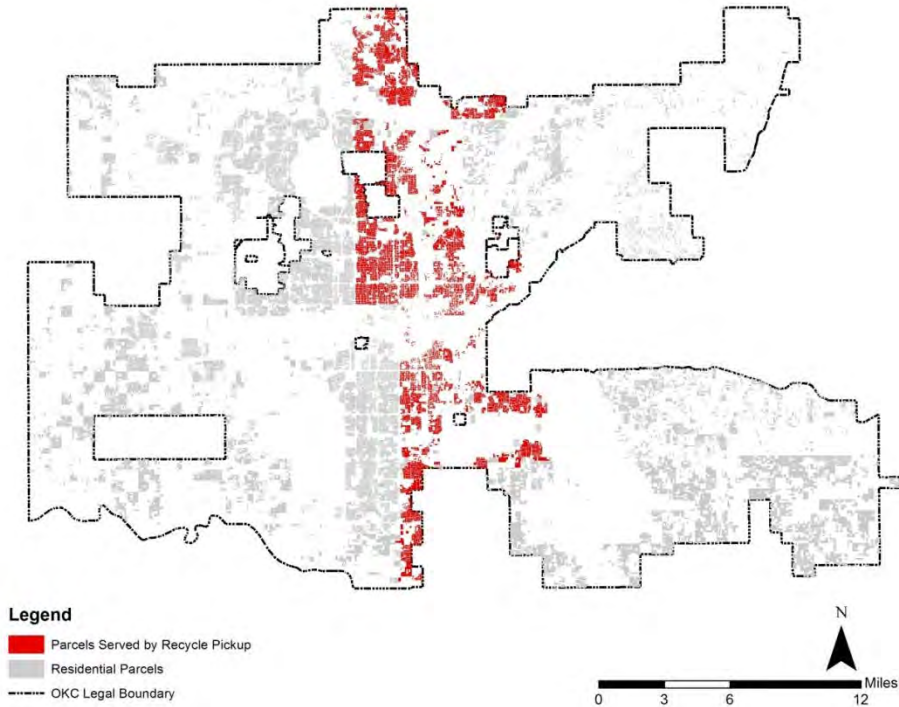 Legend
Parcels Served by Recycle Pickup
Residential Parcels
OKC Legal Boundary
N
Miles
0 3 6 12